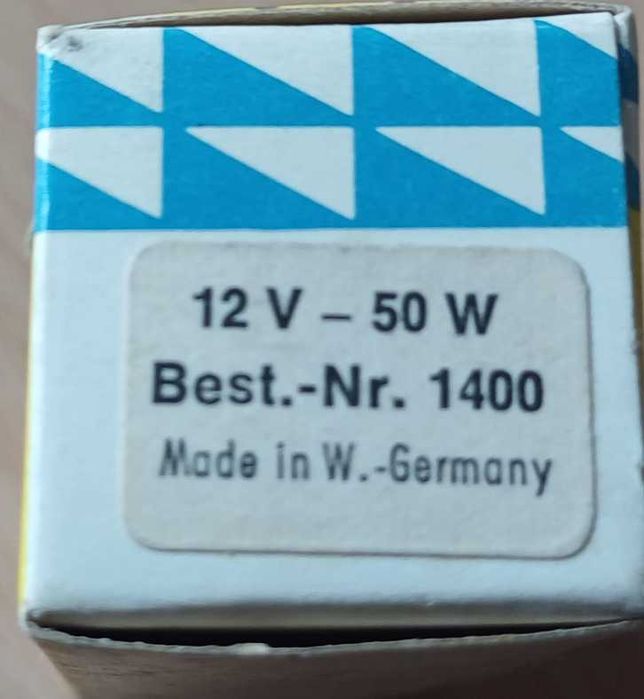 12 V – 50 W
Best.-Nr. 1400
Made in W.-Germany